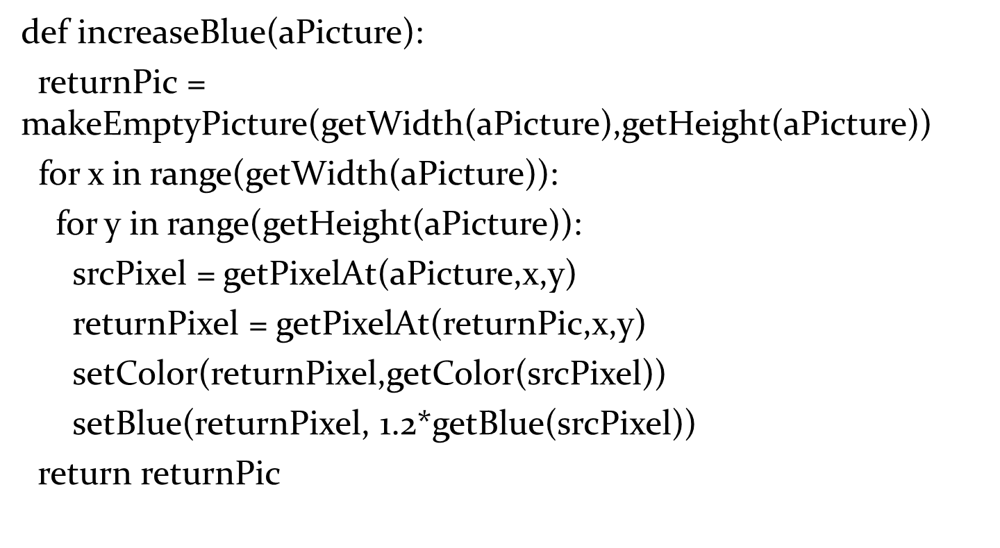 def increaseBlue(aPicture):
returnPic =
makeEmptyPicture(getWidth(aPicture),getHeight(aPicture))
for x in range(getWidth(aPicture)):
for y in range(getHeight(aPicture)):
srcPixel = getPixelAt(aPicture,x,y)
returnPixel = getPixelAt(returnPic,x,y)
setColor(returnPixel,getColor(srcPixel))
setBlue(returnPixel, 1.2*getBlue(srcPixel))
return returnPic